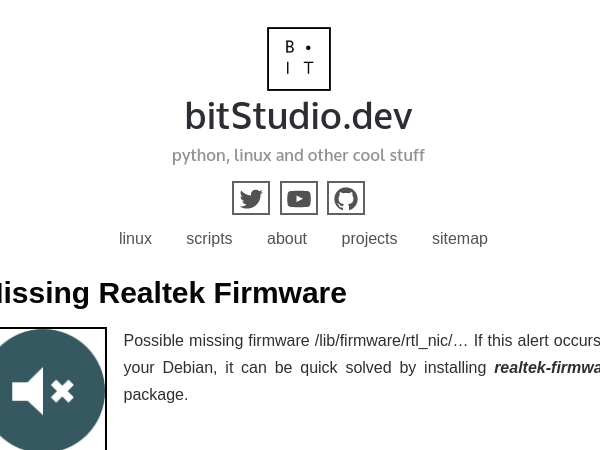 B •
I T
bitStudio.dev
python, linux and other cool stuff
linux scripts about projects sitemap
issing Realtek Firmware
Possible missing firmware /lib/firmware/rtl_nic/… If this alert occurs
your Debian, it can be quick solved by installing realtek-firmwa
package.